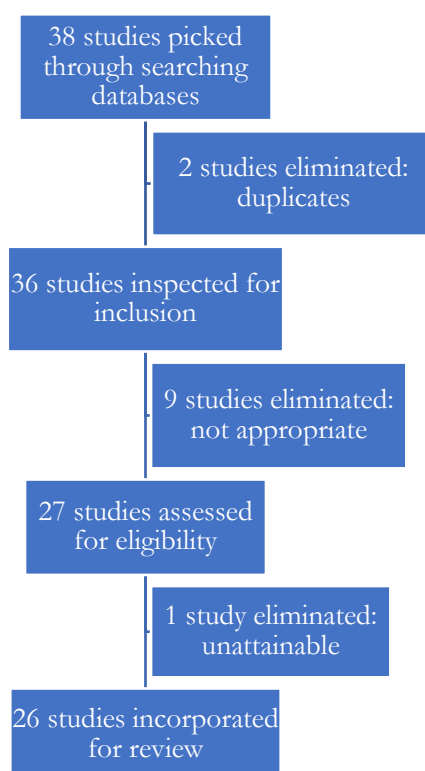 38 studies picked
through searching
databases
2 studies eliminated:
duplicates
36 studies inspected for
inclusion
9 studies eliminated:
not appropriate
27 studies assessed
for eligibility
1 study eliminated:
unattainable
26 studies incorporated
for review